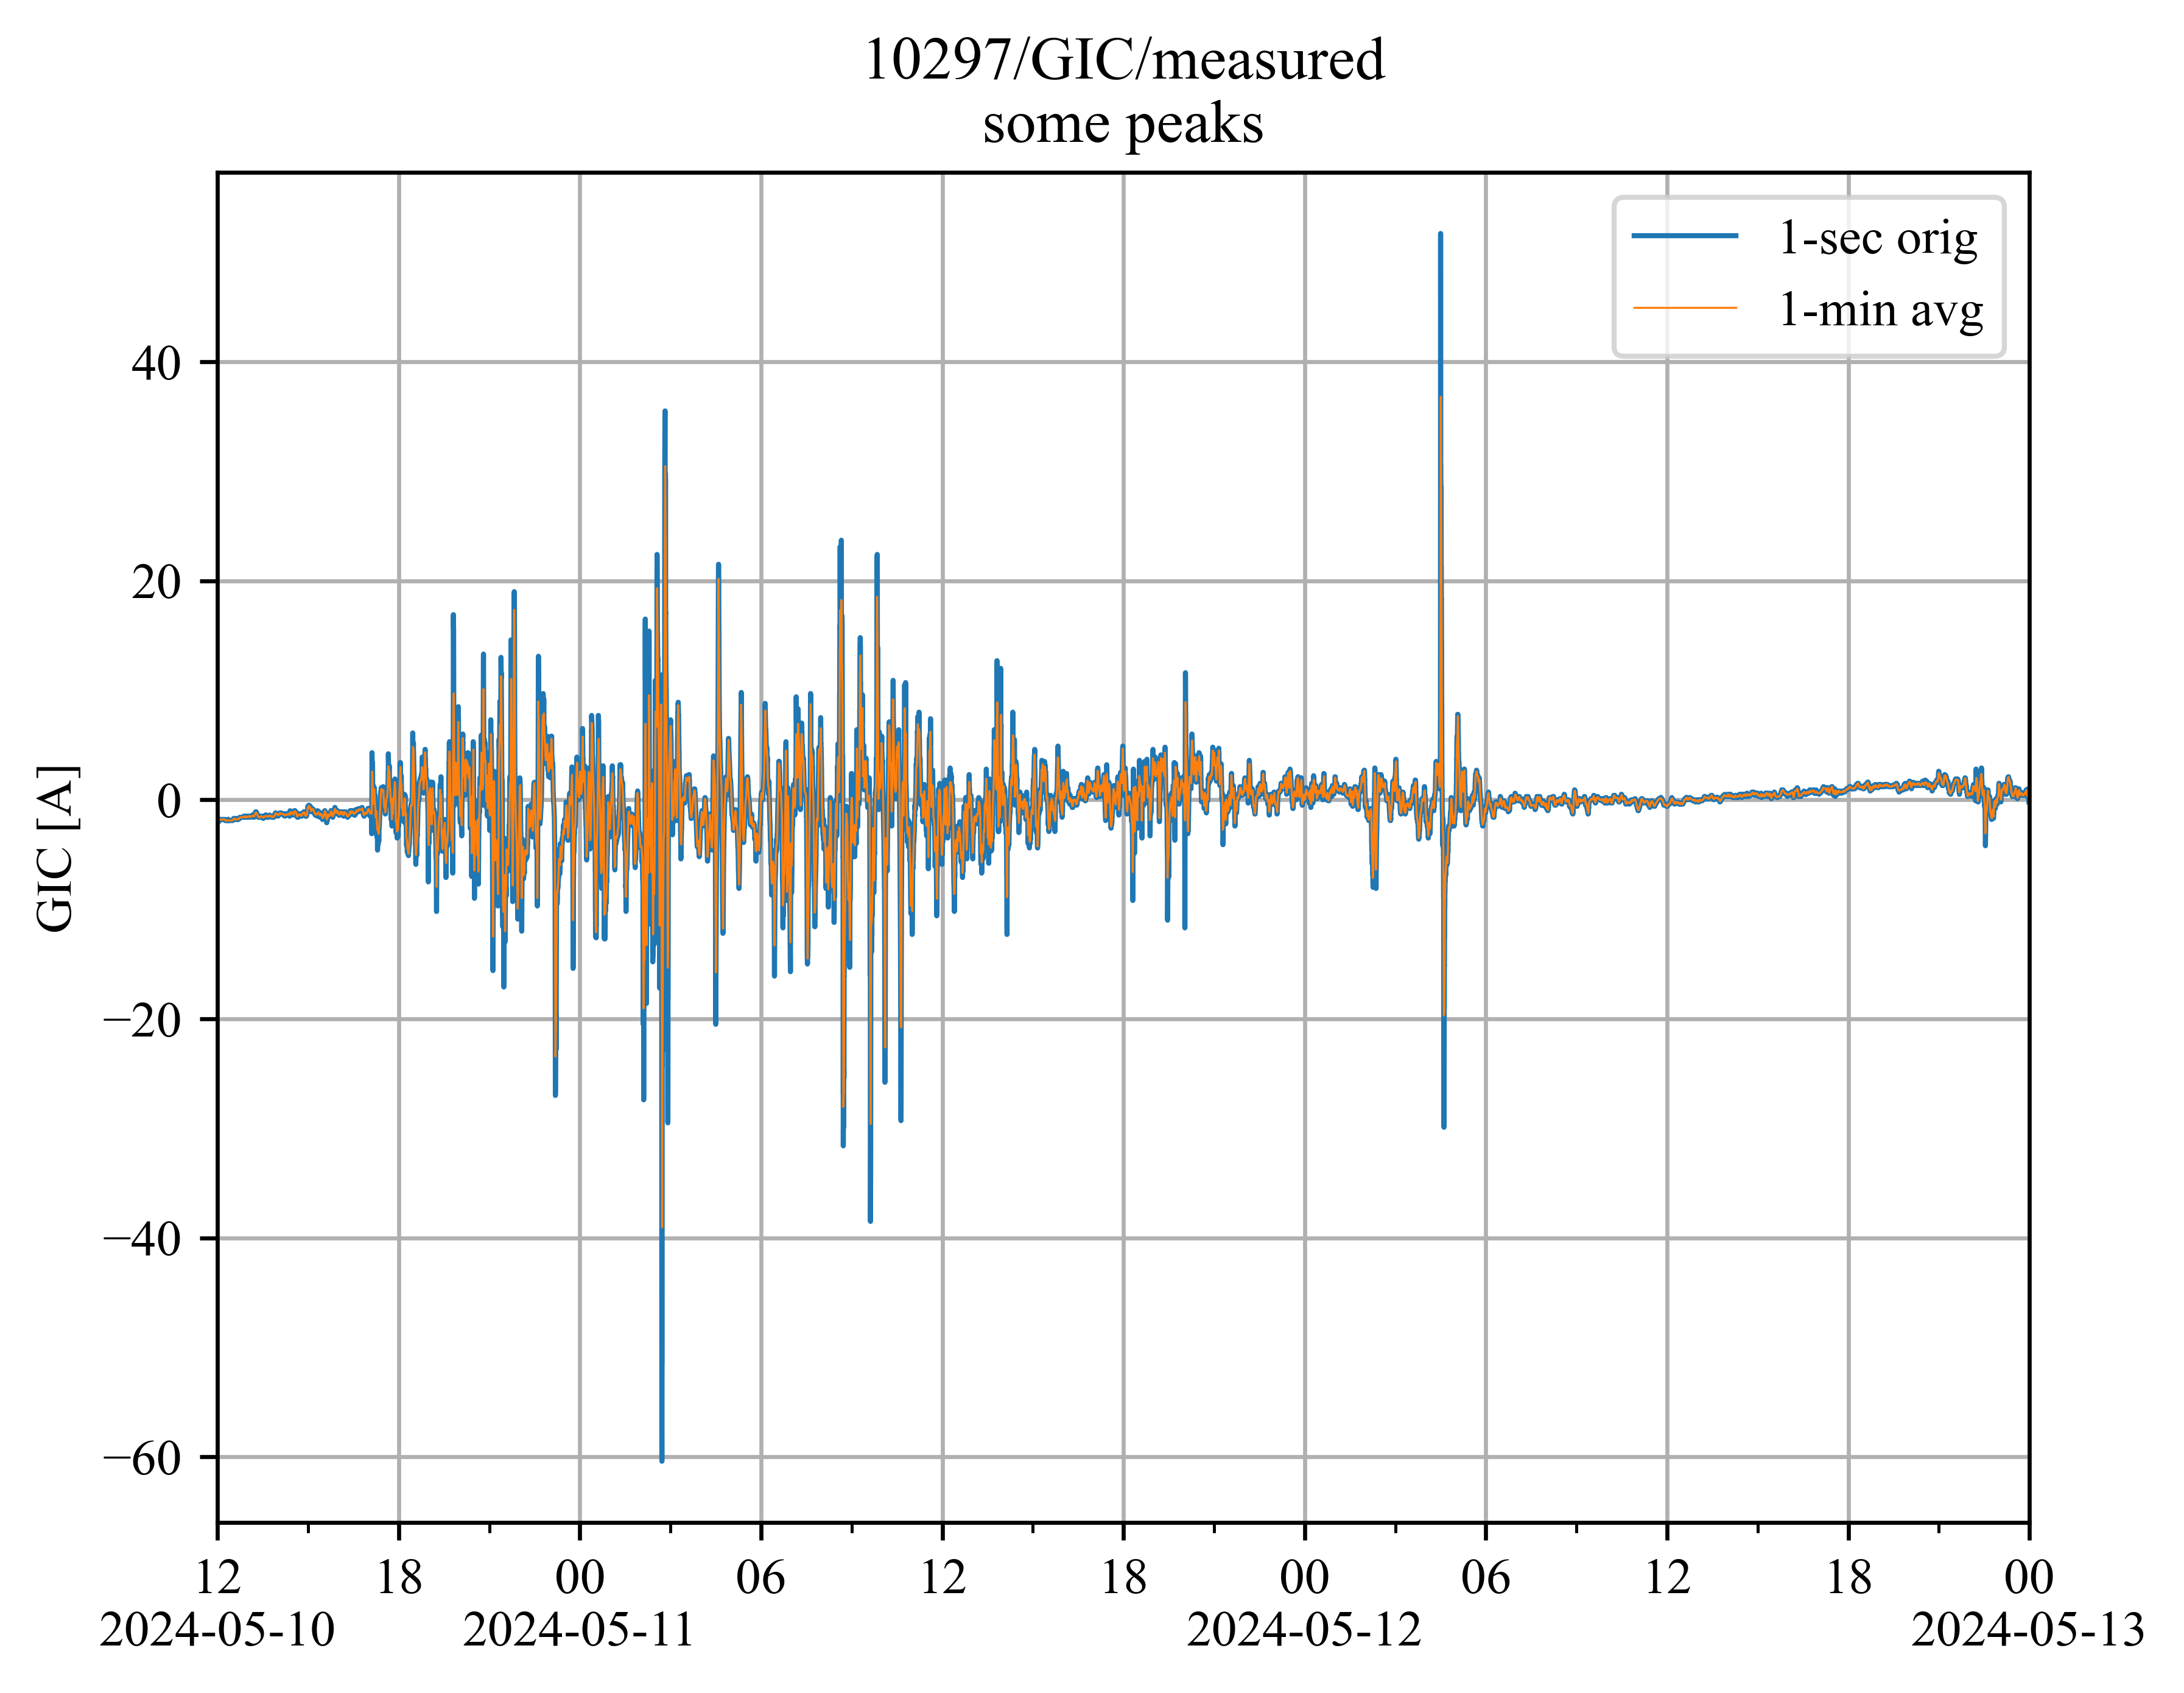 10297/GIC/measured
some peaks
1-sec orig
1-min avg
GIC [A]
40
20
0
−20
−40
−60
12 18 00 06 12 18 00 06 12 18 00
2024-05-10 2024-05-11 2024-05-12 2024-05-13